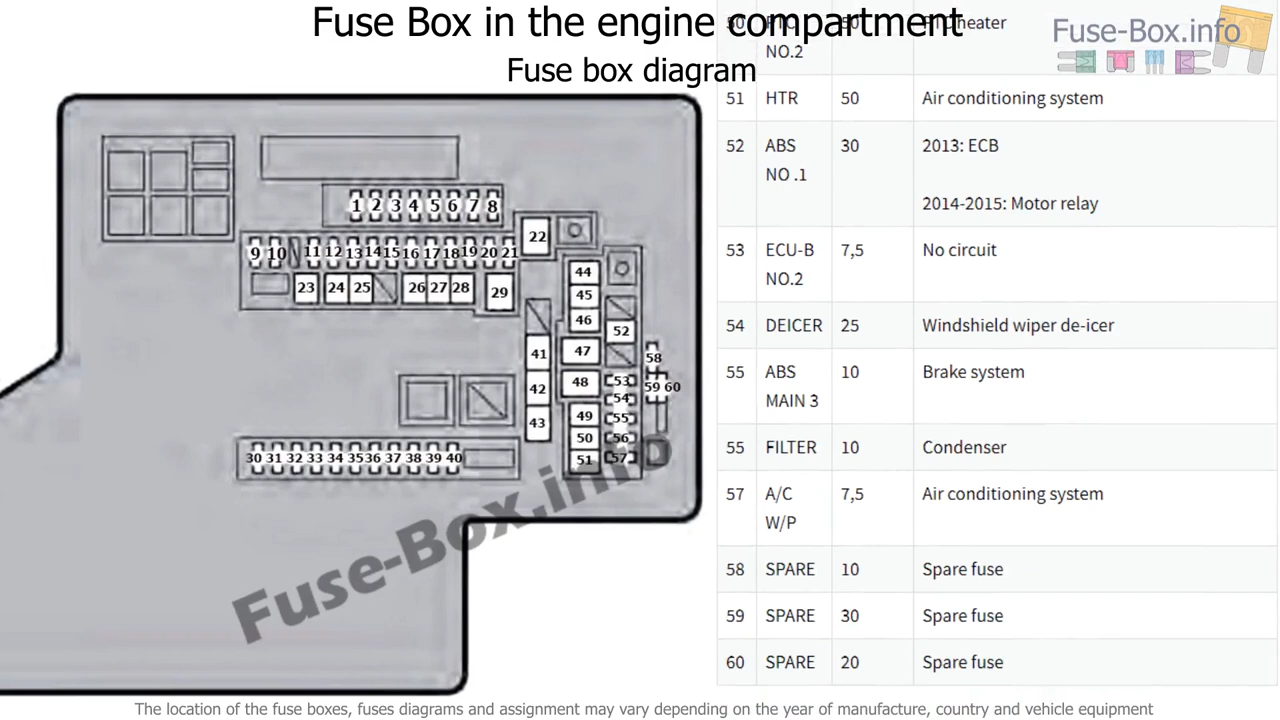 Fuse Box in the engine compartment
Fuse box diagram
Fuse-Box.info
50 PTC NO.2 50 PTC heater
51 HTR 50 Air conditioning system
52 ABS NO .1 30 2013: ECB
2014-2015: Motor relay
53 ECU-B NO.2 7,5 No circuit
54 DEICER 25 Windshield wiper de-icer
55 ABS MAIN 3 10 Brake system
55 FILTER 10 Condenser
57 A/C W/P 7,5 Air conditioning system
58 SPARE 10 Spare fuse
59 SPARE 30 Spare fuse
60 SPARE 20 Spare fuse
1 2 3 4 5 6 7 8
22
9 10 11 12 13 14 15 16 17 18 19 20 21
23 24 25 26 27 28 29
44
45
46
52
47
41
58
48
53
59 60
42
54
49
55
43
50
56
51
57
30 31 32 33 34 35 36 37 38 39 40
Fuse-Box.info
The location of the fuse boxes, fuses diagrams and assignment may vary depending on the year of manufacture, country and vehicle equipment